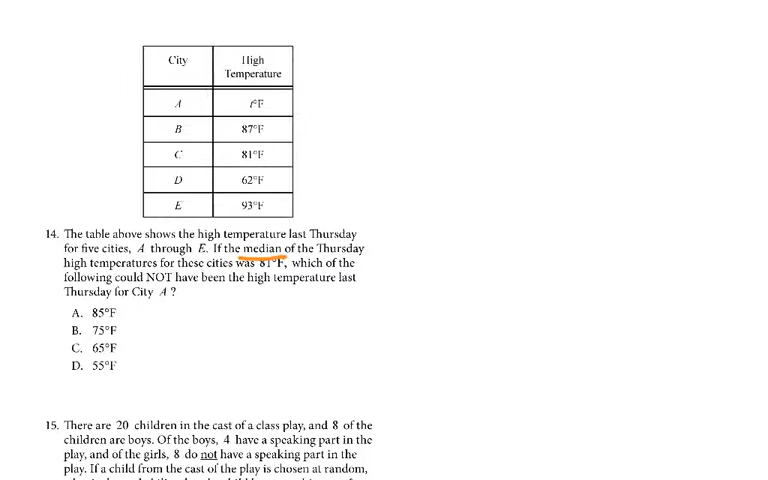 City High Temperature
A t°F
B 87°F
C 81°F
D 62°F
E 93°F
14. The table above shows the high temperature last Thursday
for five cities, A through E. If the median of the Thursday
high temperatures for these cities was 81°F, which of the
following could NOT have been the high temperature last
Thursday for City A ?
A. 85°F
B. 75°F
C. 65°F
D. 55°F
15. There are 20 children in the cast of a class play, and 8 of the
children are boys. Of the boys, 4 have a speaking part in the
play, and of the girls, 8 do not have a speaking part in the
play. If a child from the cast of the play is chosen at random,